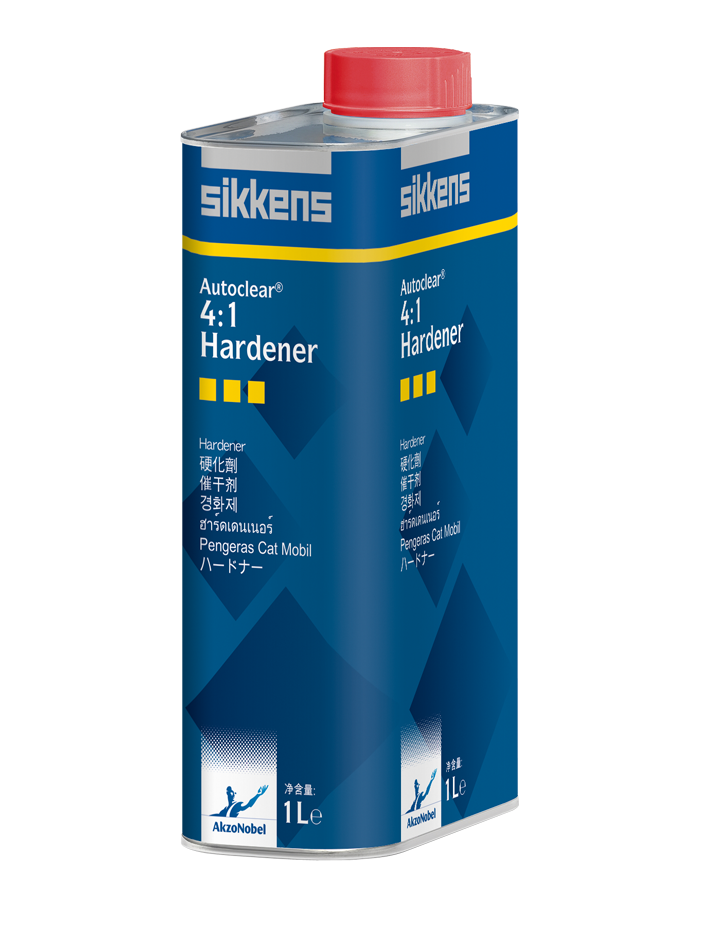 sikkens
Autoclear®
4:1
Hardener
Hardener
硬化劑
催干剂
경화제
ฮาร์ดเดนเนอร์
Pengeras Cat Mobil
ハードナー
净含量:
1 L℮
AkzoNobel
sikkens
Autoclear®
4:1
Hardener
Hardener
硬化劑
催干剂
경화제
ฮาร์ดเดนเนอร์
Pengeras Cat Mobil
ハードナー
净含量:
1 L℮
AkzoNobel